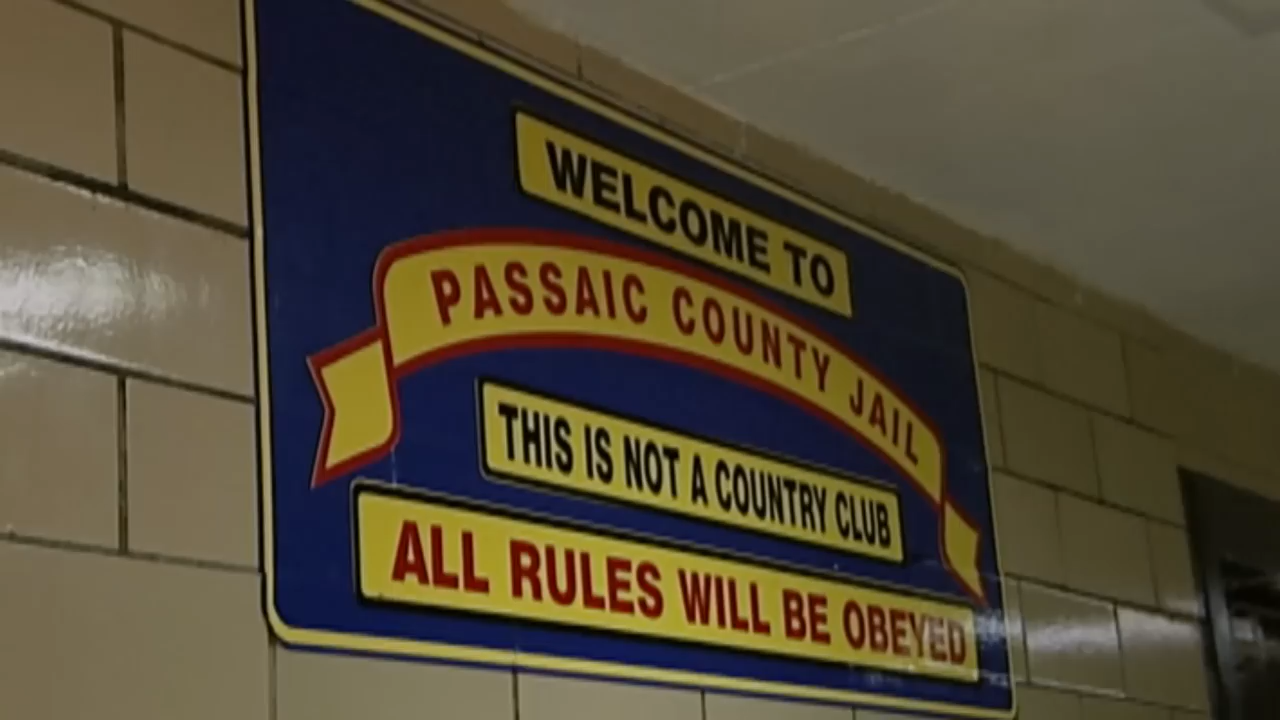 WELCOME TO
PASSAIC COUNTY JAIL
THIS IS NOT A COUNTRY CLUB
ALL RULES WILL BE OBEYED